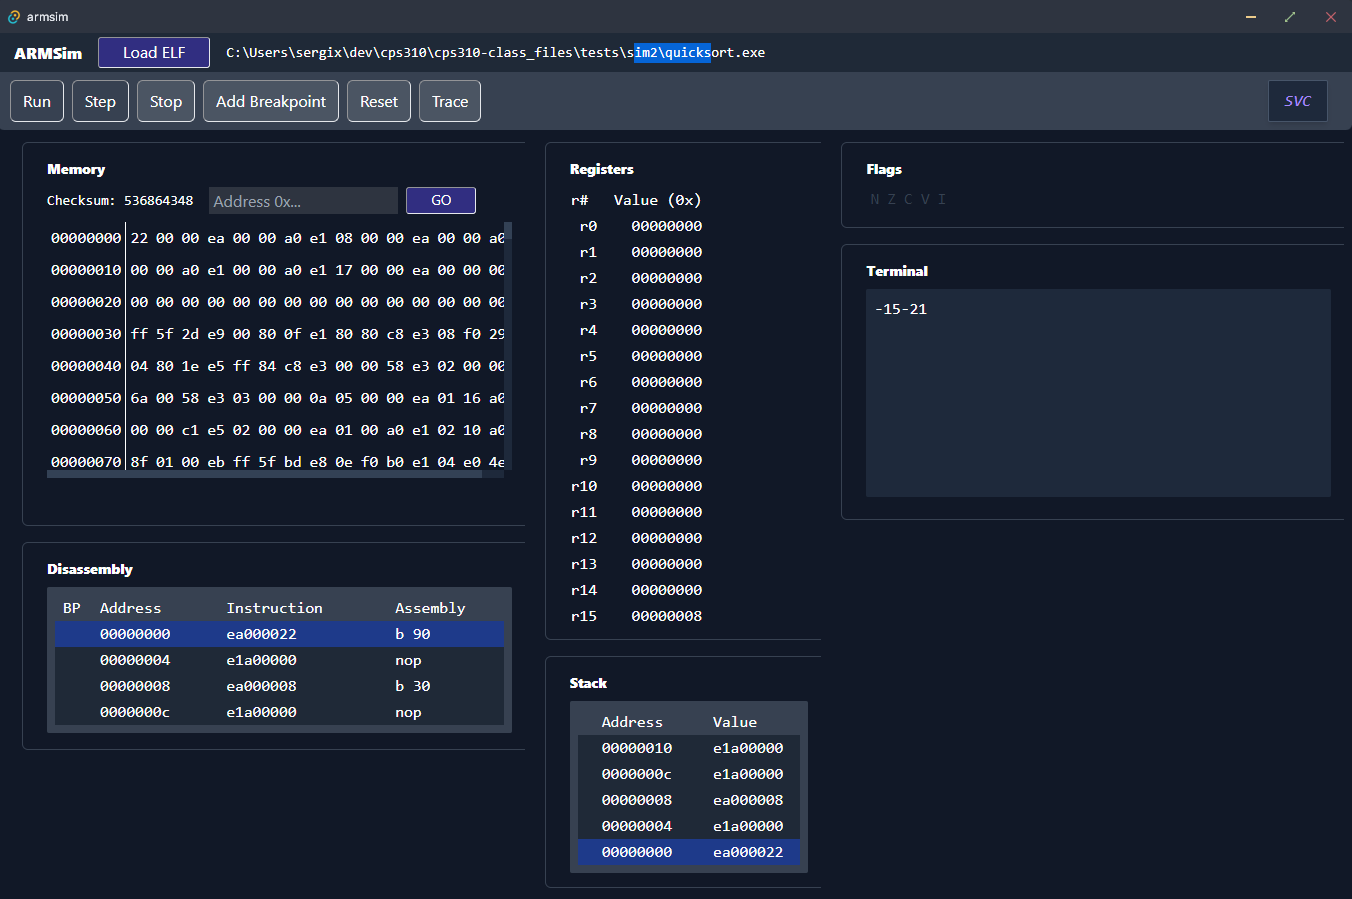 armsim
ARMSim Load ELF C:\Users\sergix\dev\cps310\cps310-class_files\tests\sim2\quicksort.exe
Run Step Stop Add Breakpoint Reset Trace SVC
Memory
Checksum: 536864348 Address 0x... GO
00000000 22 00 00 ea 00 00 a0 e1 08 00 00 ea 00 00 a0
00000010 00 00 a0 e1 00 00 a0 e1 17 00 00 ea 00 00 00
00000020 00 00 00 00 00 00 00 00 00 00 00 00 00 00 00
00000030 ff 5f 2d e9 00 80 0f e1 80 80 c8 e3 08 f0 29
00000040 04 80 1e e5 ff 84 c8 e3 00 00 58 e3 02 00 00
00000050 6a 00 58 e3 03 00 00 0a 05 00 00 ea 01 16 a0
00000060 00 00 c1 e5 02 00 00 ea 01 00 a0 e1 02 10 a0
00000070 8f 01 00 eb ff 5f bd e8 0e f0 b0 e1 04 e0 4e
Disassembly
BP Address Instruction Assembly
00000000 ea000022 b 90
00000004 e1a00000 nop
00000008 ea000008 b 30
0000000c e1a00000 nop
Registers
r# Value (0x)
r0 00000000
r1 00000000
r2 00000000
r3 00000000
r4 00000000
r5 00000000
r6 00000000
r7 00000000
r8 00000000
r9 00000000
r10 00000000
r11 00000000
r12 00000000
r13 00000000
r14 00000000
r15 00000008
Stack
Address Value
00000010 e1a00000
0000000c e1a00000
00000008 ea000008
00000004 e1a00000
00000000 ea000022
Flags
N Z C V I
Terminal
-15-21